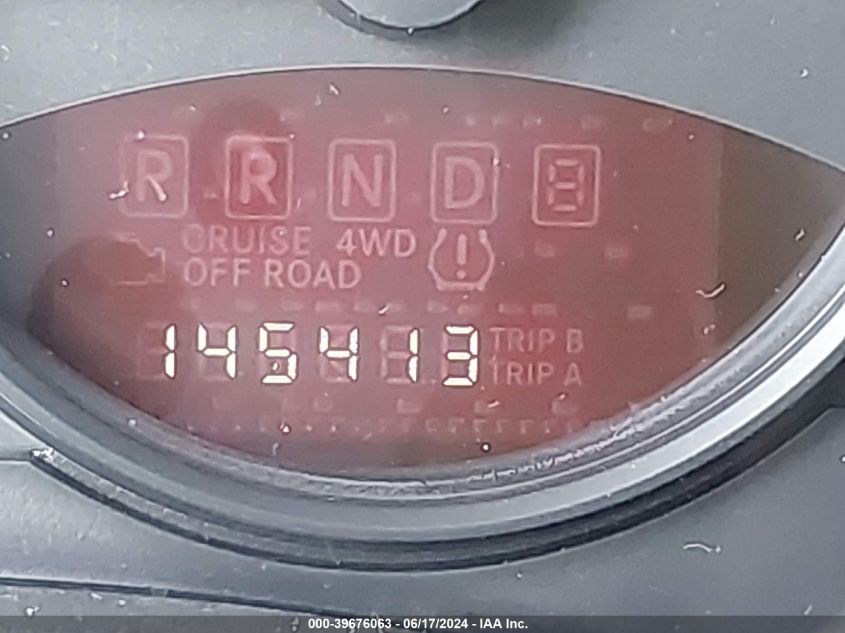 R R N D 8
CRUISE 4WD
OFF ROAD
145413 TRIP B
TRIP A
000-39676063 - 06/17/2024 - IAA Inc.